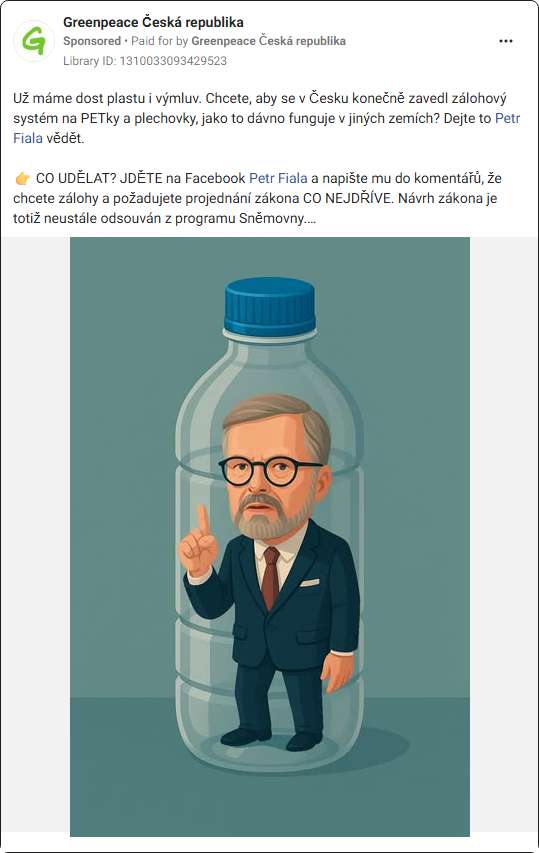 Greenpeace Česká republika
Sponsored • Paid for by Greenpeace Česká republika
Library ID: 1310033093429523
Už máme dost plastu i výmluv. Chcete, aby se v Česku konečně zavedl zálohový
systém na PETky a plechovky, jako to dávno funguje v jiných zemích? Dejte to Petr
Fiala vědět.
👉 CO UDĚLAT? JDĚTE na Facebook Petr Fiala a napište mu do komentářů, že
chcete zálohy a požadujete projednání zákona CO NEJDŘÍVE. Návrh zákona je
totiž neustále odsouván z programu Sněmovny....